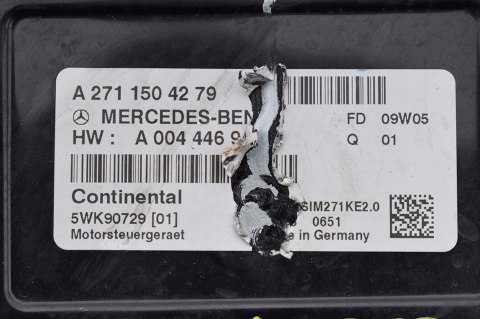 A 271 150 42 79
MERCEDES-BEN FD 09W05
HW : A 004 446 9 Q 01
Continental SIM271KE2.0
5WK90729 [01] 0651
Motorsteuergeraet in Germany